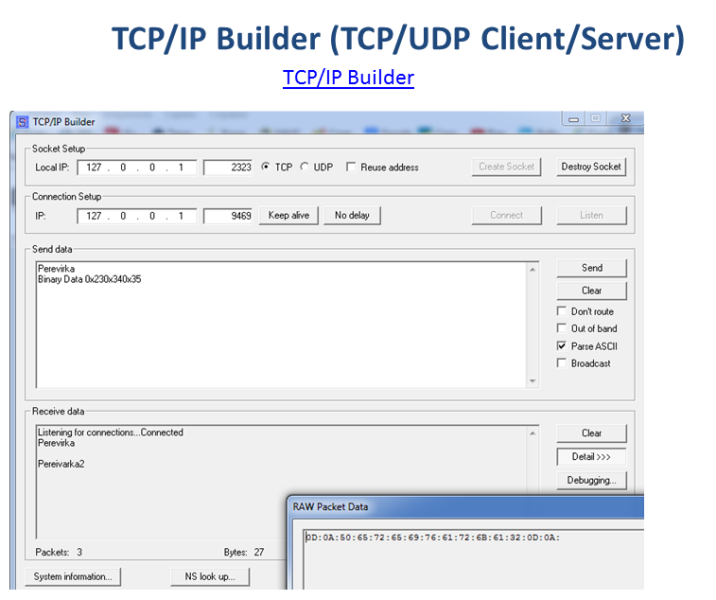 TCP/IP Builder (TCP/UDP Client/Server)
TCP/IP Builder
TCP/IP Builder
Socket Setup
Local IP: 127 . 0 . 0 . 1 2323 TCP UDP Reuse address Create Socket Destroy Socket
Connection Setup
IP: 127 . 0 . 0 . 1 9469 Keep alive No delay Connect Listen
Send data
Perevirka
Binary Data 0x230x340x35
Send
Clear
Don't route
Out of band
Parse ASCII
Broadcast
Receive data
Listening for connections...Connected
Perevirka
Pereivarka2
Clear
Detail >>>
Debugging...
RAW Packet Data
0D:0A:50:65:72:65:69:76:61:72:6B:61:32:0D:0A:
Packets: 3 Bytes: 27
System information... NS look up...